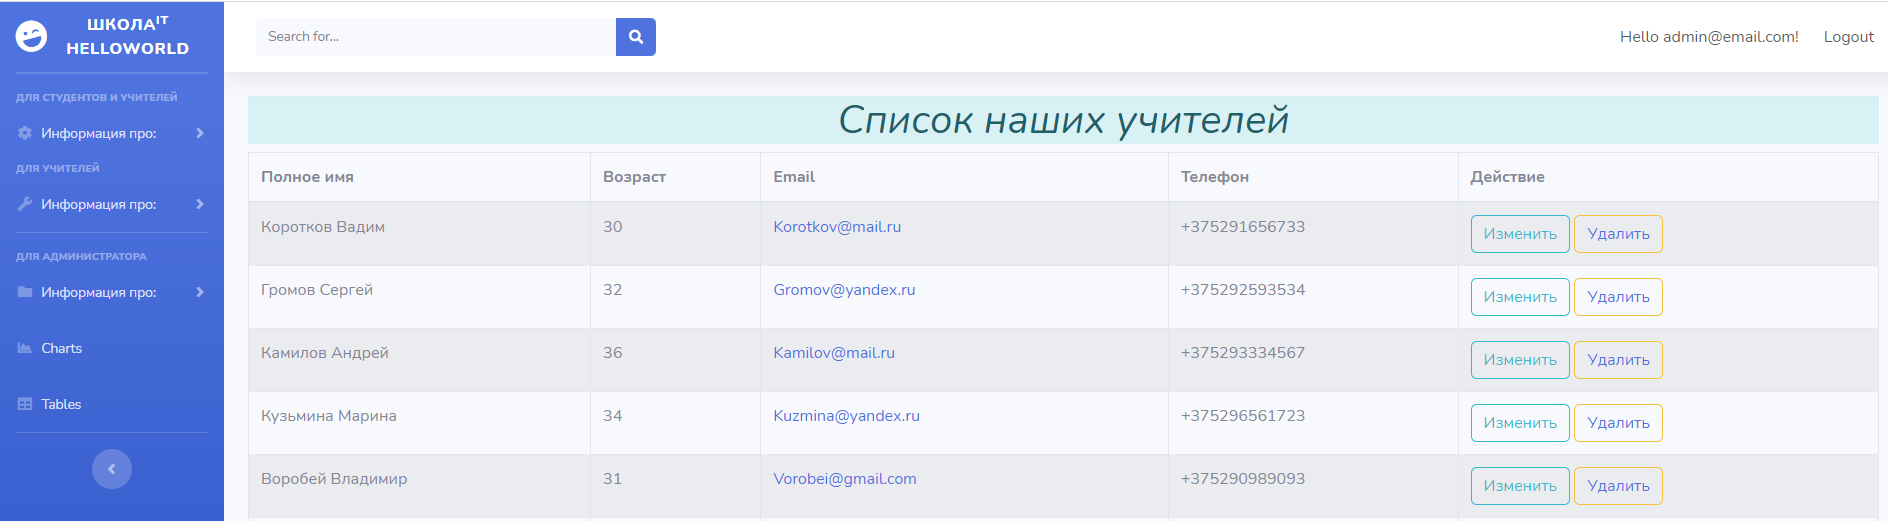 ШКОЛАIT
HELLOWORLD
Search for...
Hello admin@email.com! Logout
ДЛЯ СТУДЕНТОВ И УЧИТЕЛЕЙ
Информация про:
ДЛЯ УЧИТЕЛЕЙ
Информация про:
ДЛЯ АДМИНИСТРАТОРА
Информация про:
Charts
Tables
Список наших учителей
Полное имя Возраст Email Телефон Действие
Коротков Вадим 30 Korotkov@mail.ru +375291656733 Изменить Удалить
Громов Сергей 32 Gromov@yandex.ru +375292593534 Изменить Удалить
Камилов Андрей 36 Kamilov@mail.ru +375293334567 Изменить Удалить
Кузьмина Марина 34 Kuzmina@yandex.ru +375296561723 Изменить Удалить
Воробей Владимир 31 Vorobei@gmail.com +375290989093 Изменить Удалить